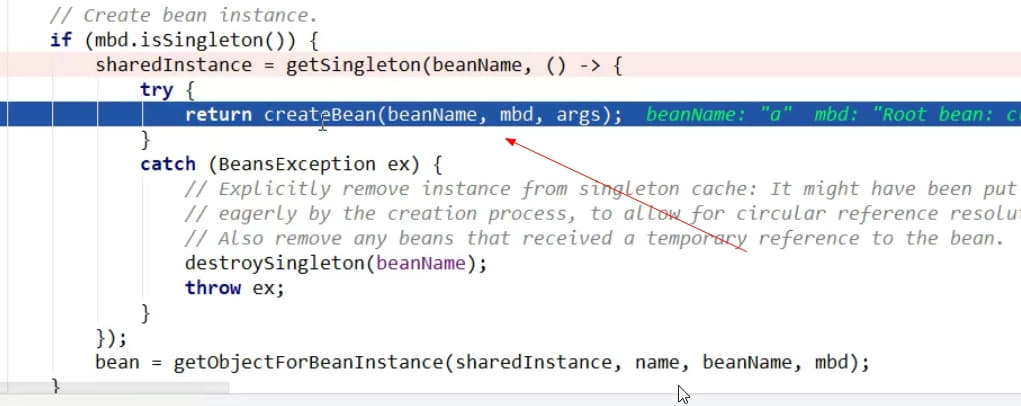 // Create bean instance.
if (mbd.isSingleton()) {
sharedInstance = getSingleton(beanName, () -> {
try {
return createBean(beanName, mbd, args); beanName: "a" mbd: "Root bean:
}
catch (BeansException ex) {
// Explicitly remove instance from singleton cache: It might have been put
// eagerly by the creation process, to allow for circular reference
// Also remove any beans that received a temporary reference to the bean.
destroySingleton(beanName);
throw ex;
}
});
bean = getObjectForBeanInstance(sharedInstance, name, beanName, mbd);
}